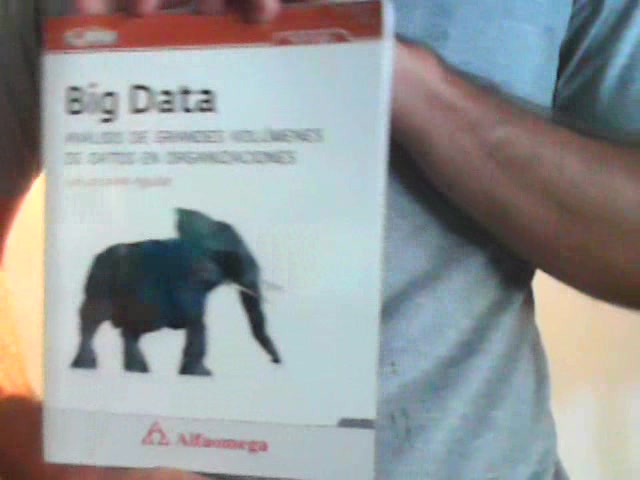 Big Data
ANÁLISIS DE GRANDES VOLÚMENES
DE DATOS EN ORGANIZACIONES
Alfaomega